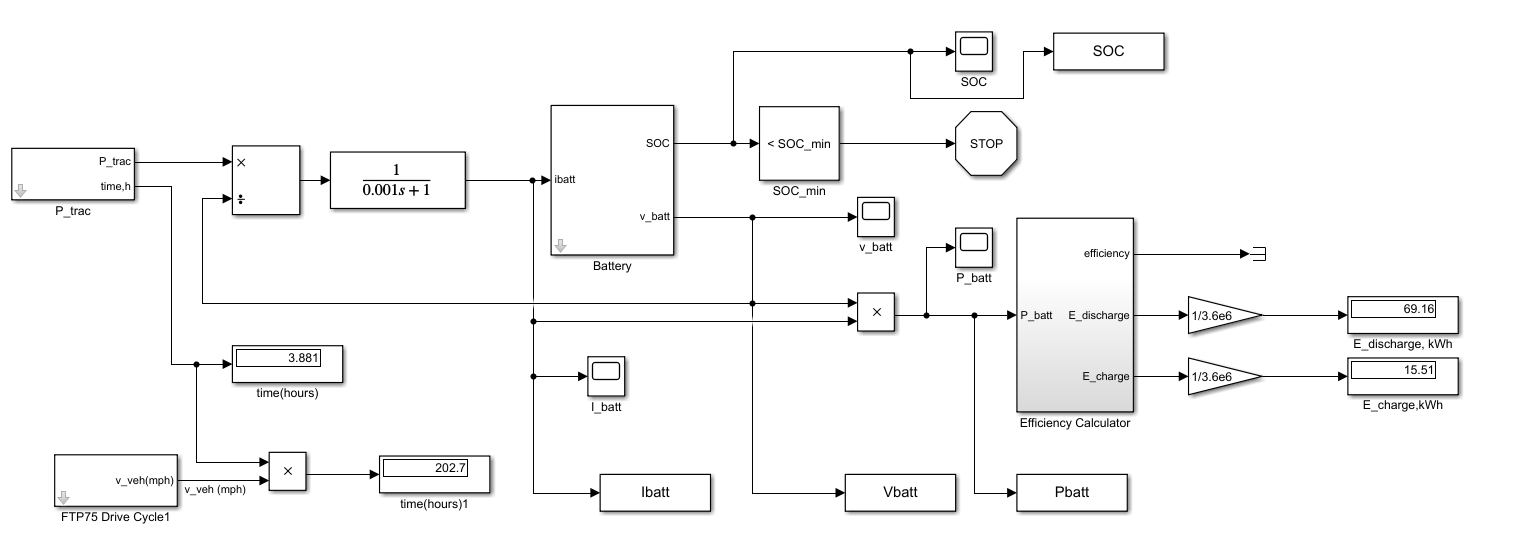 SOC
SOC
P_trac
time,h
P_trac
×
÷
1
0.001s + 1
ibatt
SOC
v_batt
Battery
< SOC_min
SOC_min
STOP
v_batt
P_batt
×
P_batt
efficiency
E_discharge
E_charge
Efficiency Calculator
1/3.6e6
69.16
E_discharge, kWh
1/3.6e6
15.51
E_charge,kWh
3.881
time(hours)
I_batt
v_veh(mph)
FTP75 Drive Cycle1
v_veh (mph)
×
202.7
time(hours)1
Ibatt
Vbatt
Pbatt